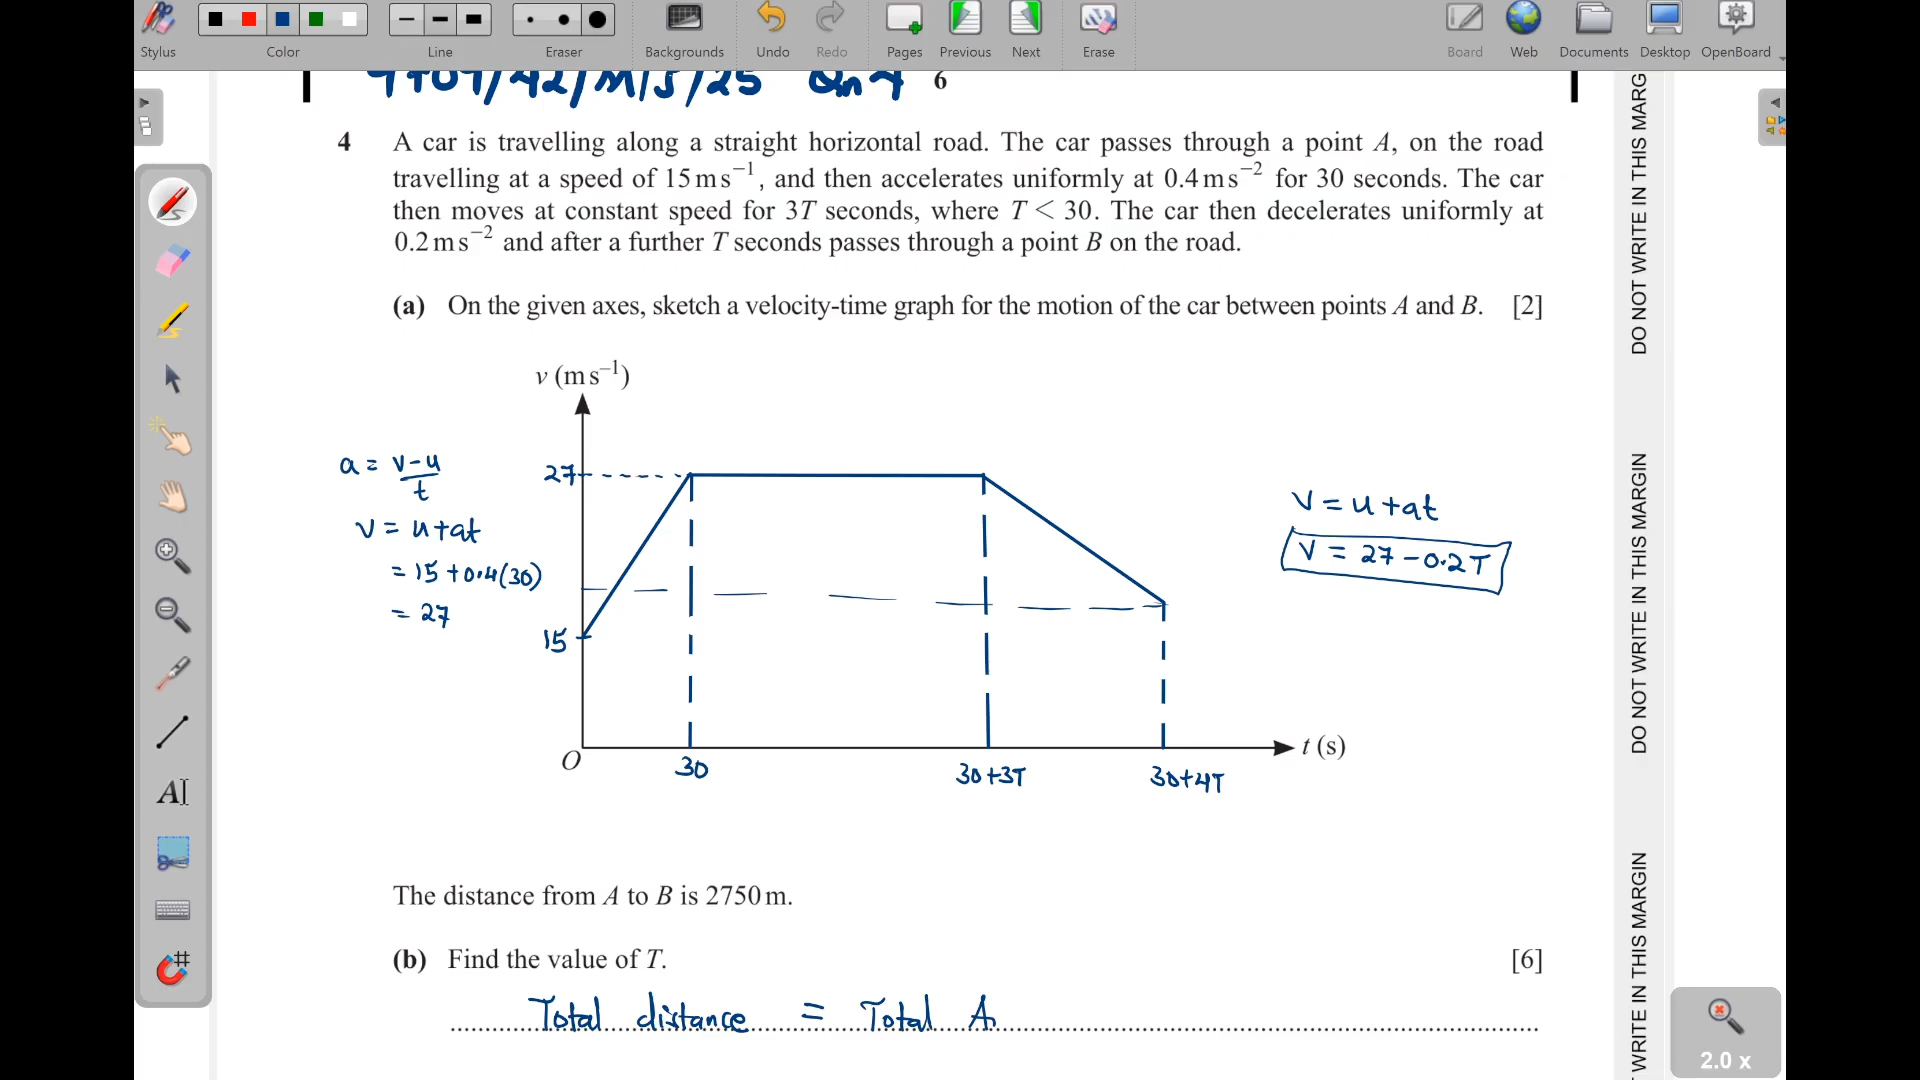 Stylus Color Line Eraser Backgrounds Undo Redo Pages Previous Next Erase Board Web Documents Desktop OpenBoard
9709/42/M/J/25 Qn 4 6
4 A car is travelling along a straight horizontal road. The car passes through a point A, on the road
travelling at a speed of 15 m s⁻¹, and then accelerates uniformly at 0.4 m s⁻² for 30 seconds. The car
then moves at constant speed for 3T seconds, where T < 30. The car then decelerates uniformly at
0.2 m s⁻² and after a further T seconds passes through a point B on the road.
(a) On the given axes, sketch a velocity-time graph for the motion of the car between points A and B. [2]
v (m s⁻¹)
a = v-u/t
v = u+at
= 15+0.4(30)
= 27
27
15
O
30
30+3T
30+4T
t (s)
V = u+at
V = 27-0.2T
The distance from A to B is 2750 m.
(b) Find the value of T. [6]
Total distance = Total A
DO NOT WRITE IN THIS MARG
DO NOT WRITE IN THIS MARGIN
WRITE IN THIS MARGIN
AI
2.0 x